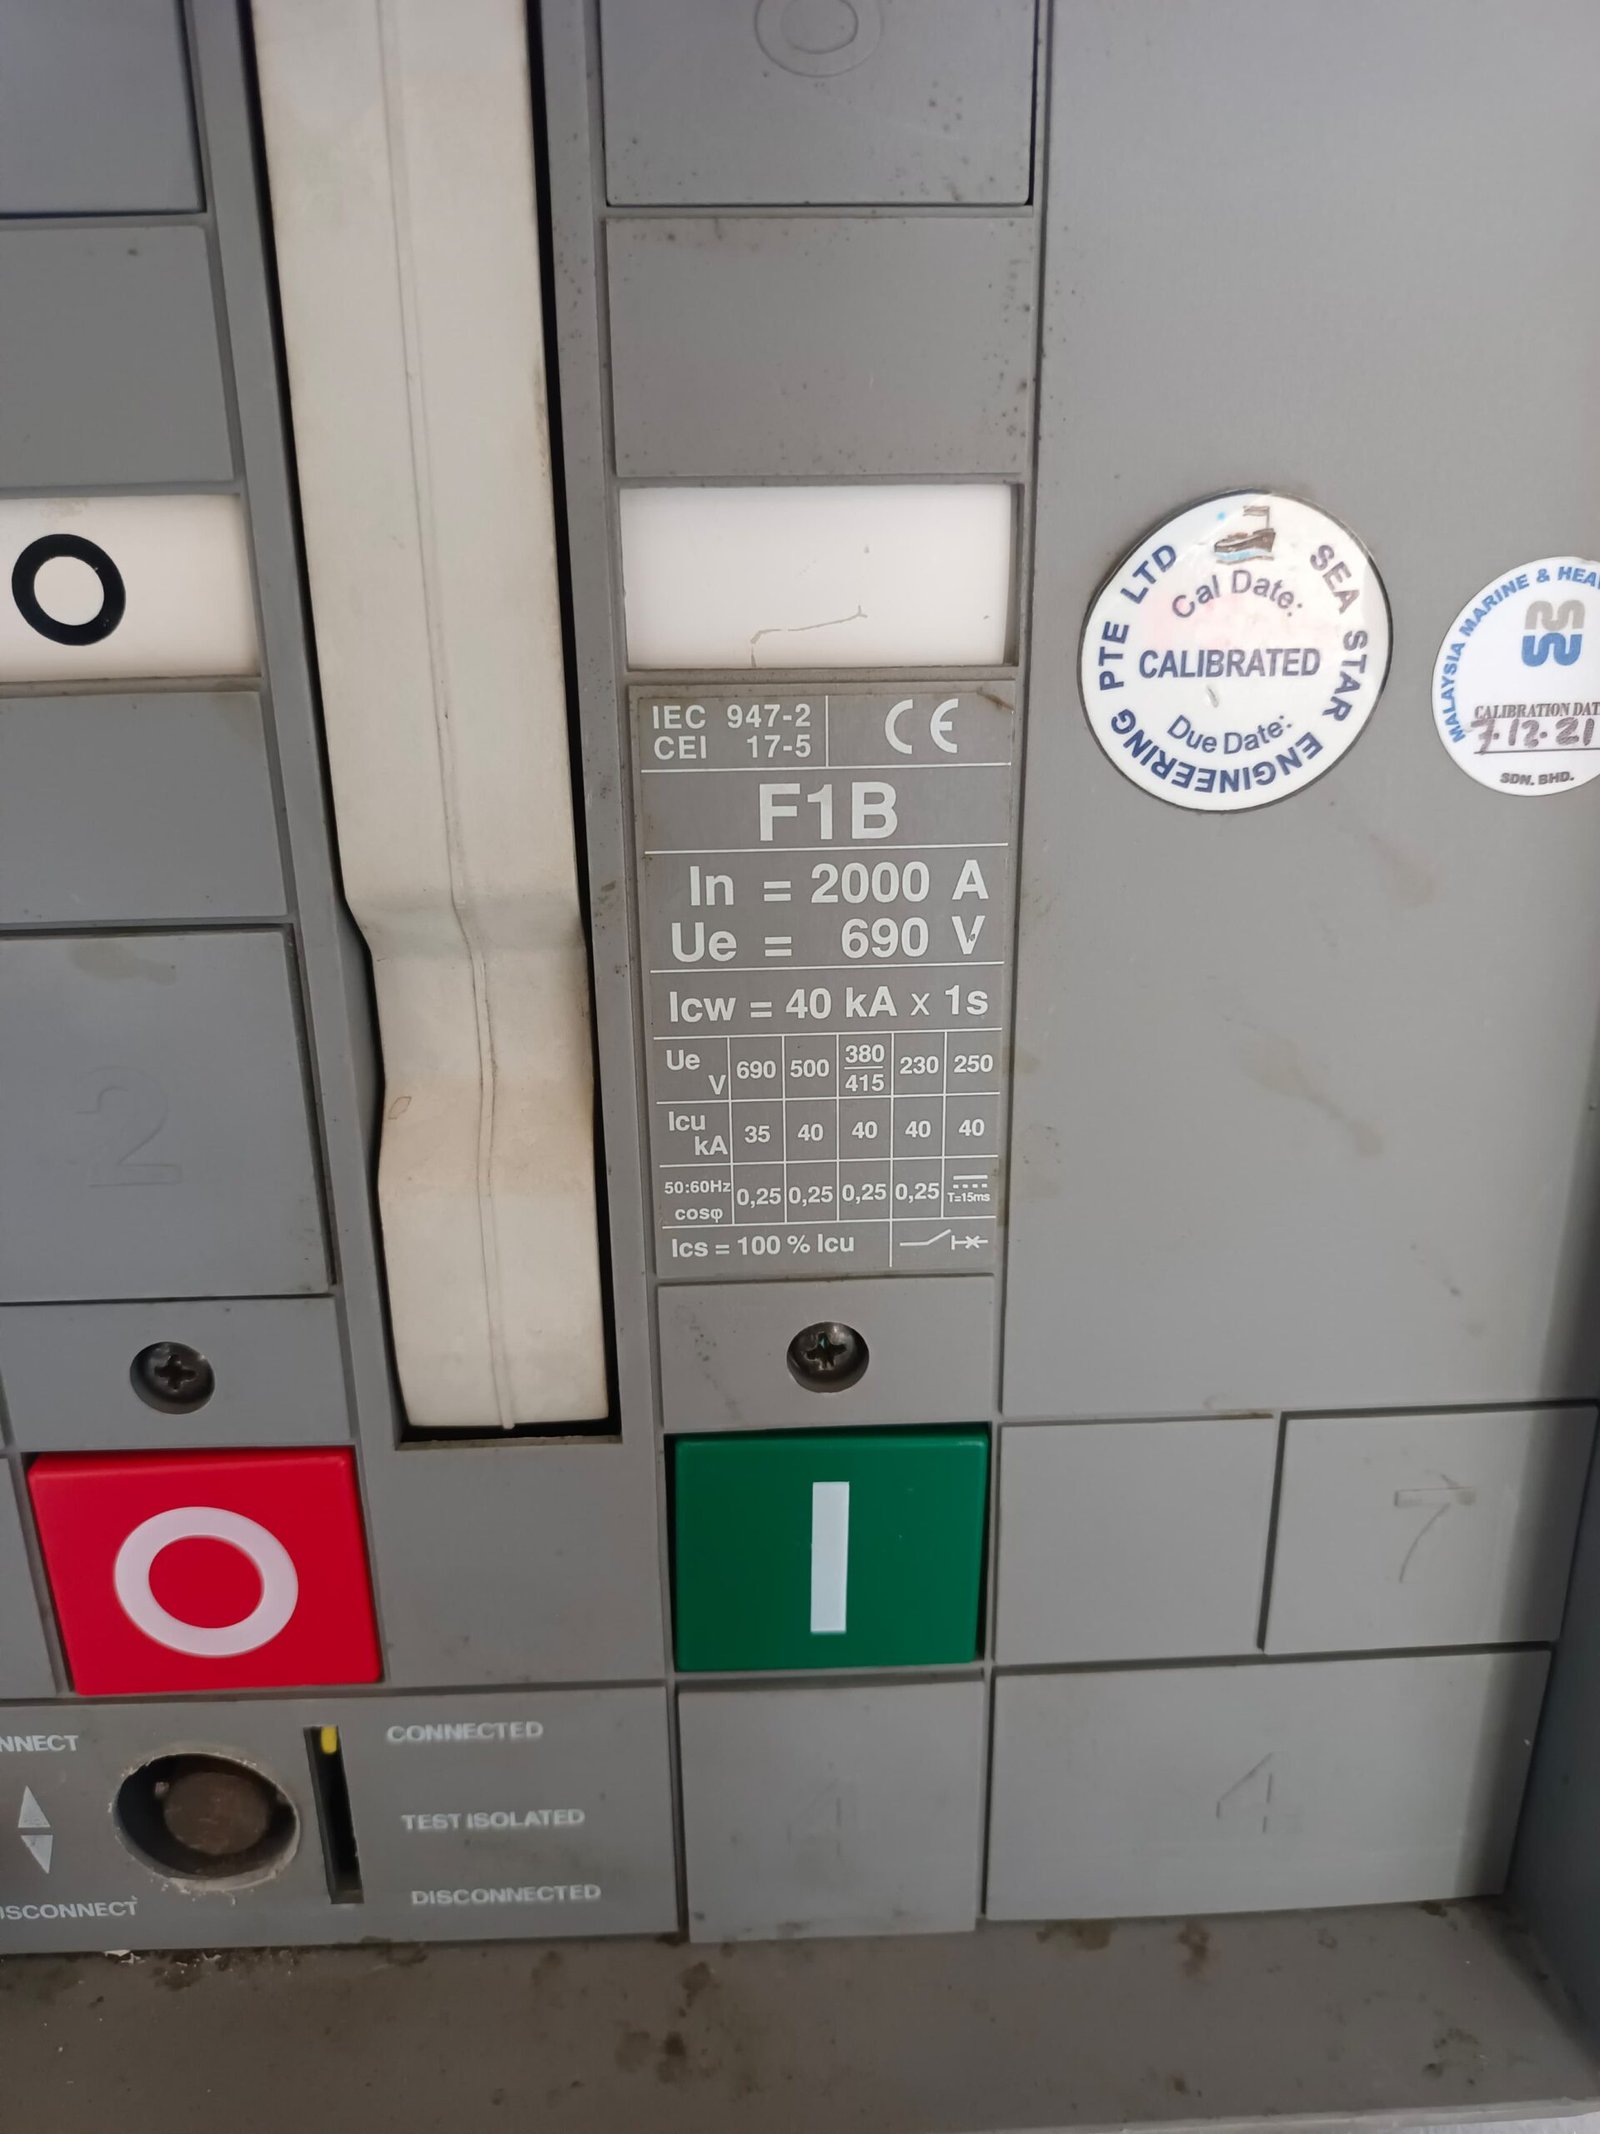 O
IEC 947-2
CEI 17-5
CE
F1B
In = 2000 A
Ue = 690 V
Icw = 40 kA x 1s
Ue V 690 500 380/415 230 250
Icu kA 35 40 40 40 40
50:60Hz cosφ 0,25 0,25 0,25 0,25 T=15ms
Ics = 100 % Icu
SEA STAR ENGINEERING PTE LTD
Cal Date:
CALIBRATED
Due Date:
MALAYSIA MARINE & HEA
CALIBRATION DAT
7.12.21
SDN. BHD.
2
O
I
7
4
NNECT
ISCONNECT
CONNECTED
TEST ISOLATED
DISCONNECTED